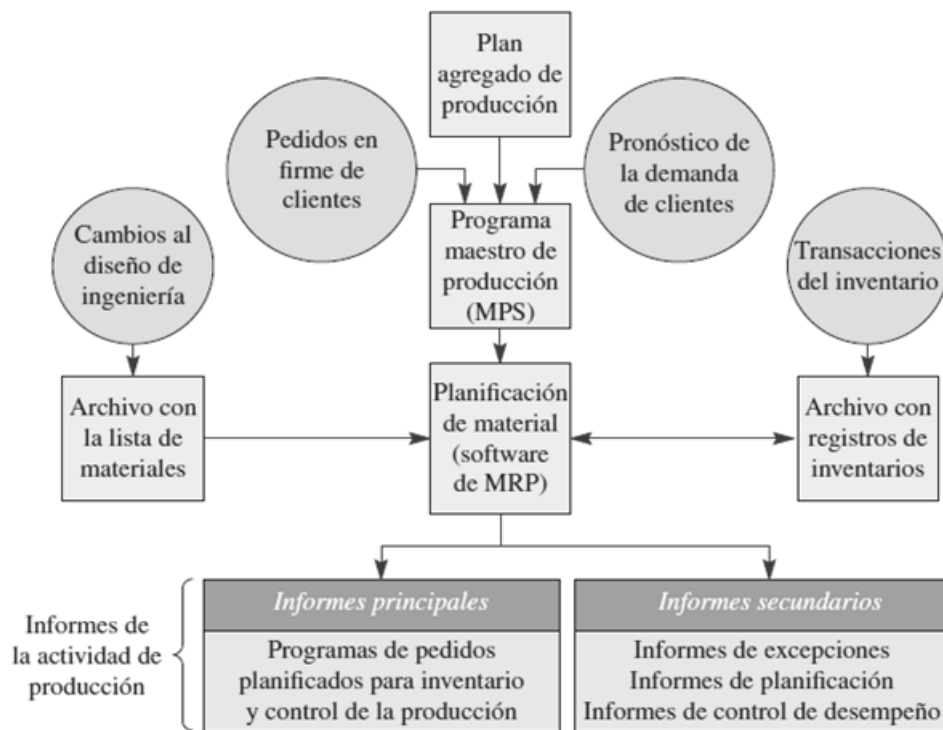 Plan
agregado de
producción
Pedidos en
firme de
clientes
Pronóstico de
la demanda
de clientes
Cambios al
diseño de
ingeniería
Programa
maestro de
producción
(MPS)
Transacciones
del inventario
Archivo con
la lista de
materiales
Planificación
de material
(software
de MRP)
Archivo con
registros de
inventarios
Informes de
la actividad de
producción
Informes principales
Programas de pedidos
planificados para inventario
y control de la producción
Informes secundarios
Informes de excepciones
Informes de planificación
Informes de control de desempeño